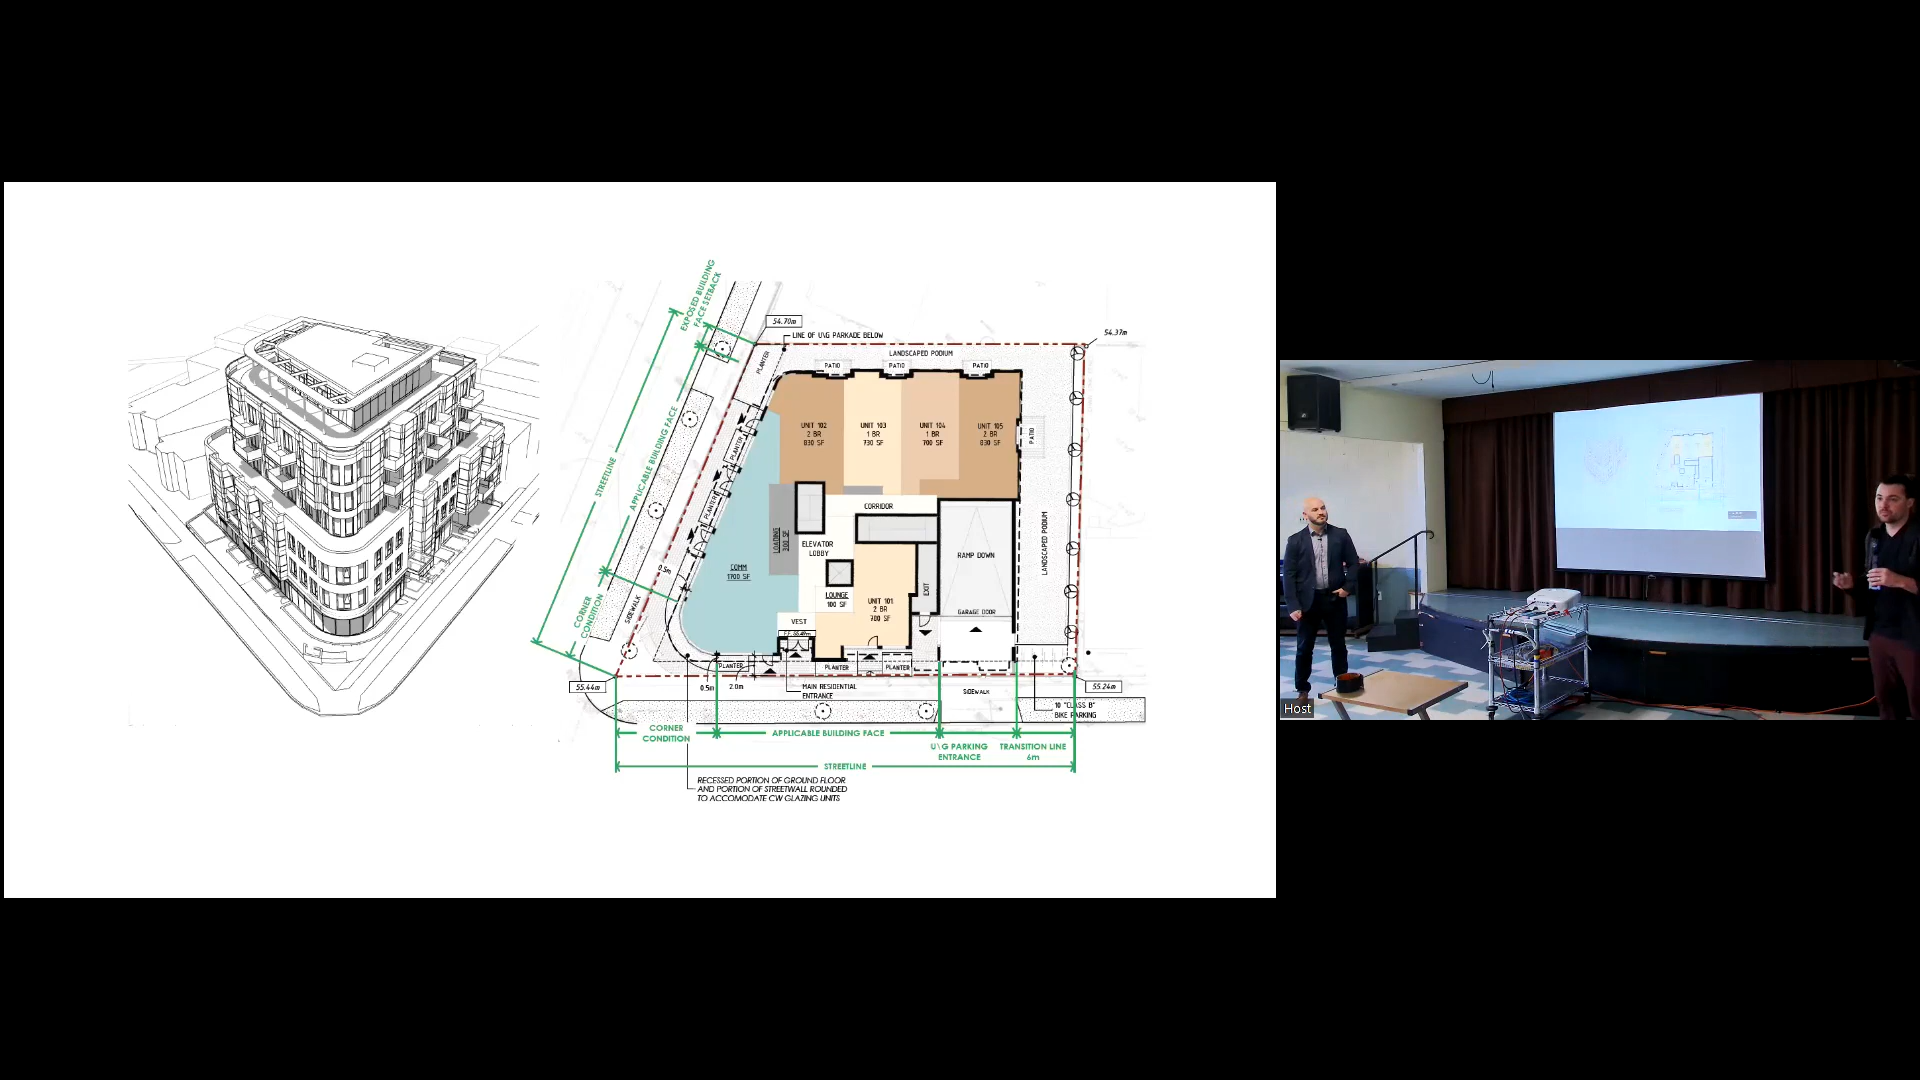 EXPOSED BUILDING
FACE SETBACK
54.70m
LINE OF U\G PARKADE BELOW
54.37m
LANDSCAPED PODIUM
PLANTER
PATIO
PATIO
PATIO
STREETLINE
APPLICABLE BUILDING FACE
PLANTER
UNIT 102
2 BR
830 SF
UNIT 103
1 BR
730 SF
UNIT 104
1 BR
700 SF
UNIT 105
2 BR
830 SF
PATIO
PLANTER
CORRIDOR
LOADING
300 SF
ELEVATOR
LOBBY
RAMP DOWN
LANDSCAPED PODIUM
COMM
1700 SF
0.5m
LOUNGE
100 SF
UNIT 101
2 BR
700 SF
EXIT
GARAGE DOOR
CORNER
CONDITION
SIDEWALK
VEST
PLANTER
PLANTER
PLANTER
55.44m
0.5m
2.0m
MAIN RESIDENTIAL
ENTRANCE
SIDEWALK
55.24m
10 "CLASS B"
BIKE PARKING
CORNER
CONDITION
APPLICABLE BUILDING FACE
U\G PARKING
ENTRANCE
TRANSITION LINE
6m
STREETLINE
RECESSED PORTION OF GROUND FLOOR
AND PORTION OF STREETWALL ROUNDED
TO ACCOMODATE CW GLAZING UNITS
Host